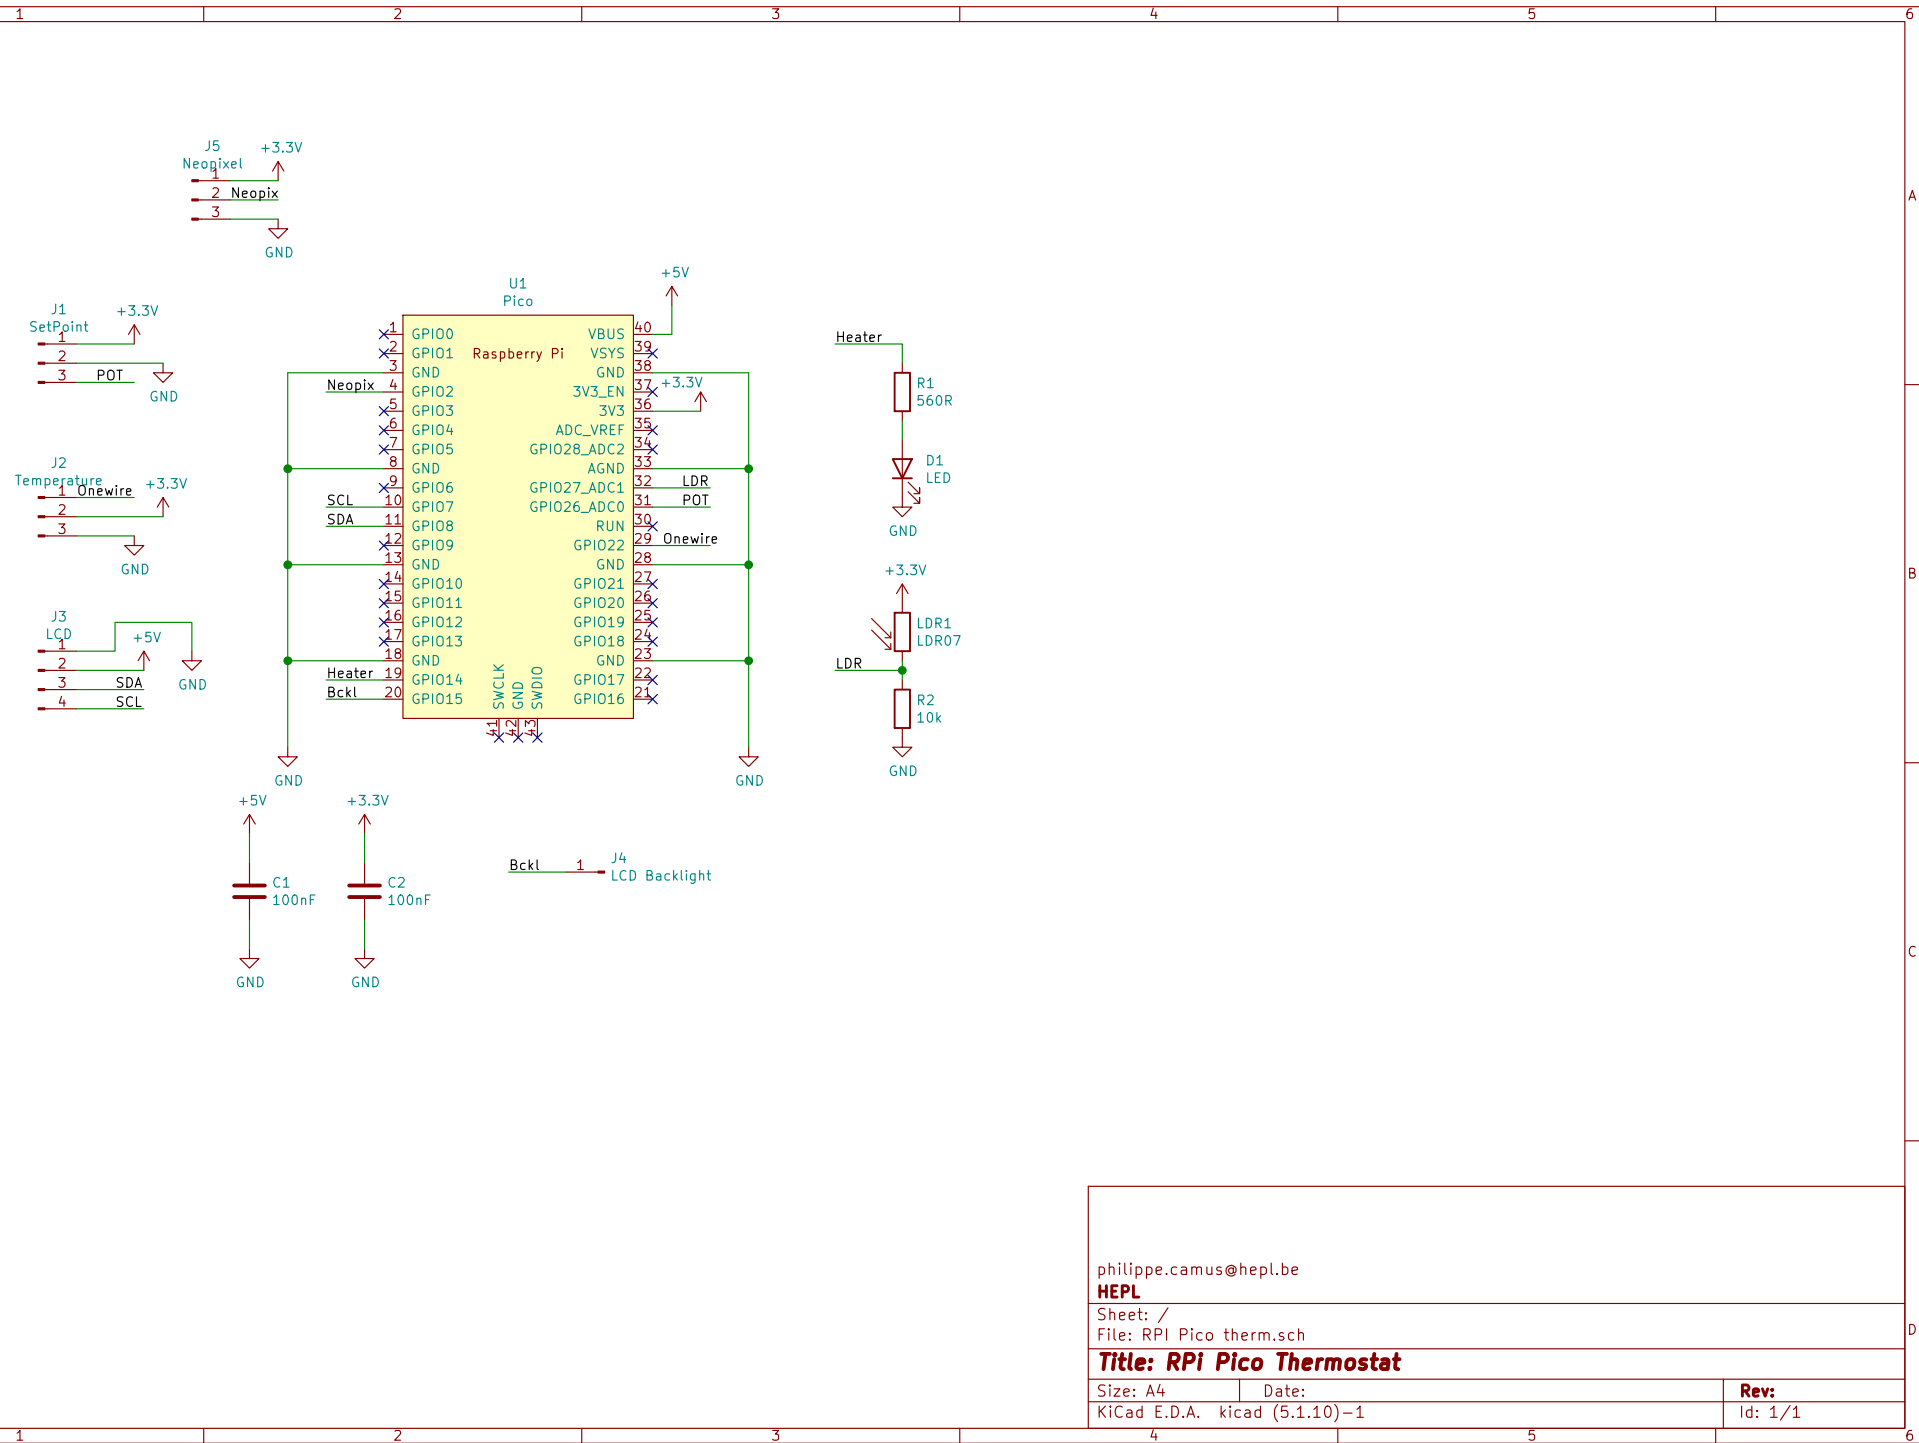 1 2 3 4 5 6
J5
Neopixel
+3.3V
1
2 Neopix
3
GND
A
J1
SetPoint
+3.3V
1
2
3 POT
GND
J2
Temperature
+3.3V
1 Onewire
2
3
GND
J3
LCD
+5V
1
2
3 SDA
4 SCL
GND
U1
Pico
+5V
Raspberry Pi
1 GPIO0
2 GPIO1
3 GND
Neopix 4 GPIO2
5 GPIO3
6 GPIO4
7 GPIO5
8 GND
9 GPIO6
SCL 10 GPIO7
SDA 11 GPIO8
12 GPIO9
13 GND
14 GPIO10
15 GPIO11
16 GPIO12
17 GPIO13
18 GND
Heater 19 GPIO14
Bckl 20 GPIO15
VBUS 40
VSYS 39
GND 38
3V3_EN 37 +3.3V
3V3 36
ADC_VREF 35
GPIO28_ADC2 34
AGND 33
GPIO27_ADC1 32 LDR
GPIO26_ADC0 31 POT
RUN 30
GPIO22 29 Onewire
GND 28
GPIO21 27
GPIO20 26
GPIO19 25
GPIO18 24
GND 23
GPIO17 22
GPIO16 21
SWCLK 41
GND 42
SWDIO 43
GND
GND
Heater
R1
560R
D1
LED
GND
B
+3.3V
LDR1
LDR07
LDR
R2
10k
GND
+5V
C1
100nF
GND
+3.3V
C2
100nF
GND
Bckl 1
J4
LCD Backlight
C
philippe.camus@hepl.be
HEPL
Sheet: /
File: RPI Pico therm.sch
D
Title: RPi Pico Thermostat
Size: A4 Date: Rev:
KiCad E.D.A. kicad (5.1.10)-1 Id: 1/1
1 2 3 4 5 6